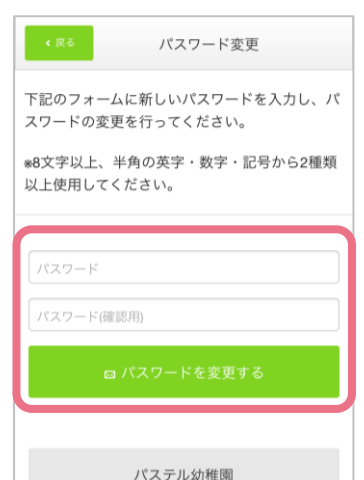 戻る
パスワード変更
下記のフォームに新しいパスワードを入力し、パ
スワードの変更を行ってください。
※8文字以上、半角の英字・数字・記号から2種類
以上使用してください。
パスワード
パスワード(確認用)
パスワードを変更する
パステル幼稚園